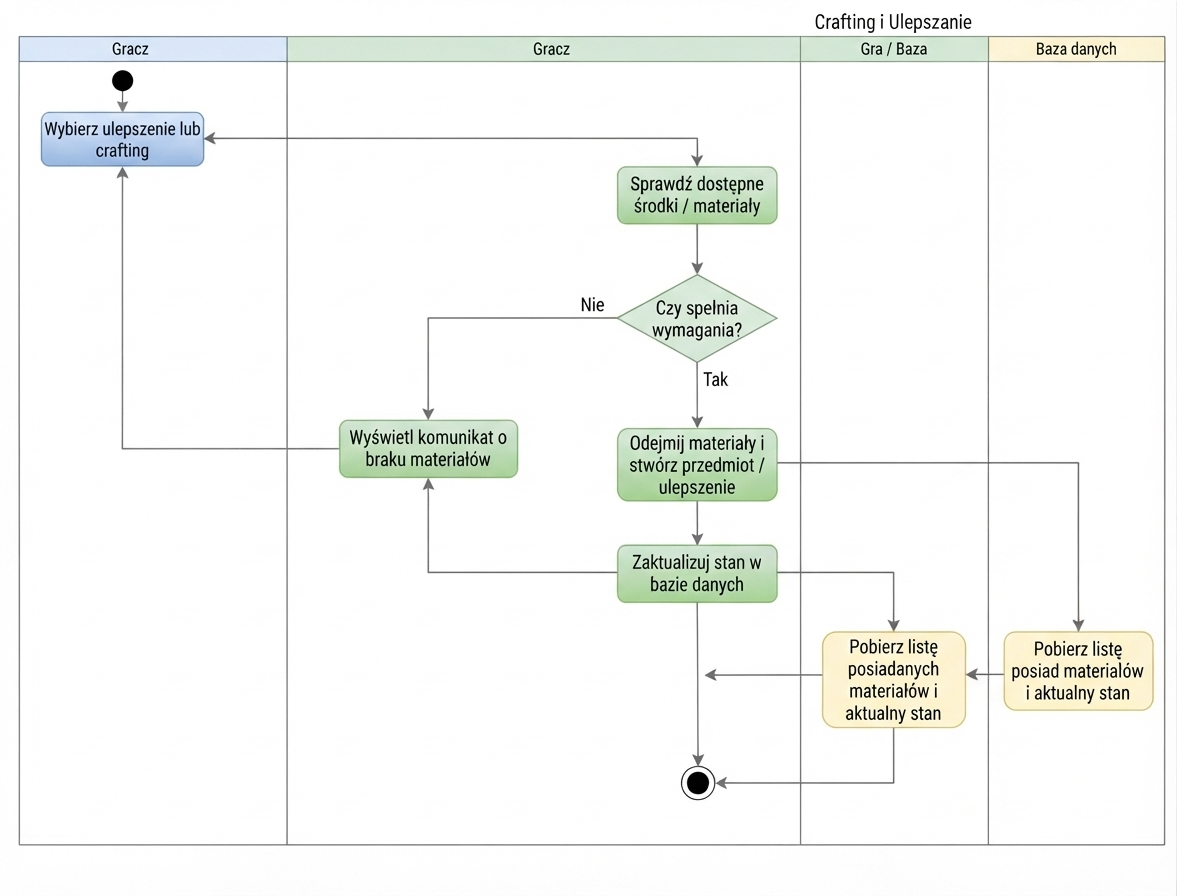 Crafting i Ulepszanie
Gracz
Gracz
Gra / Baza
Baza danych
Wybierz ulepszenie lub
crafting
Sprawdź dostępne
środki / materiały
Czy spełnia
wymagania?
Nie
Tak
Wyświetl komunikat o
braku materiałów
Odejmij materiały i
stwórz przedmiot /
ulepszenie
Zaktualizuj stan w
bazie danych
Pobierz listę
posiadanych
materiałów i
aktualny stan
Pobierz listę
posiad materiałów
i aktualny stan